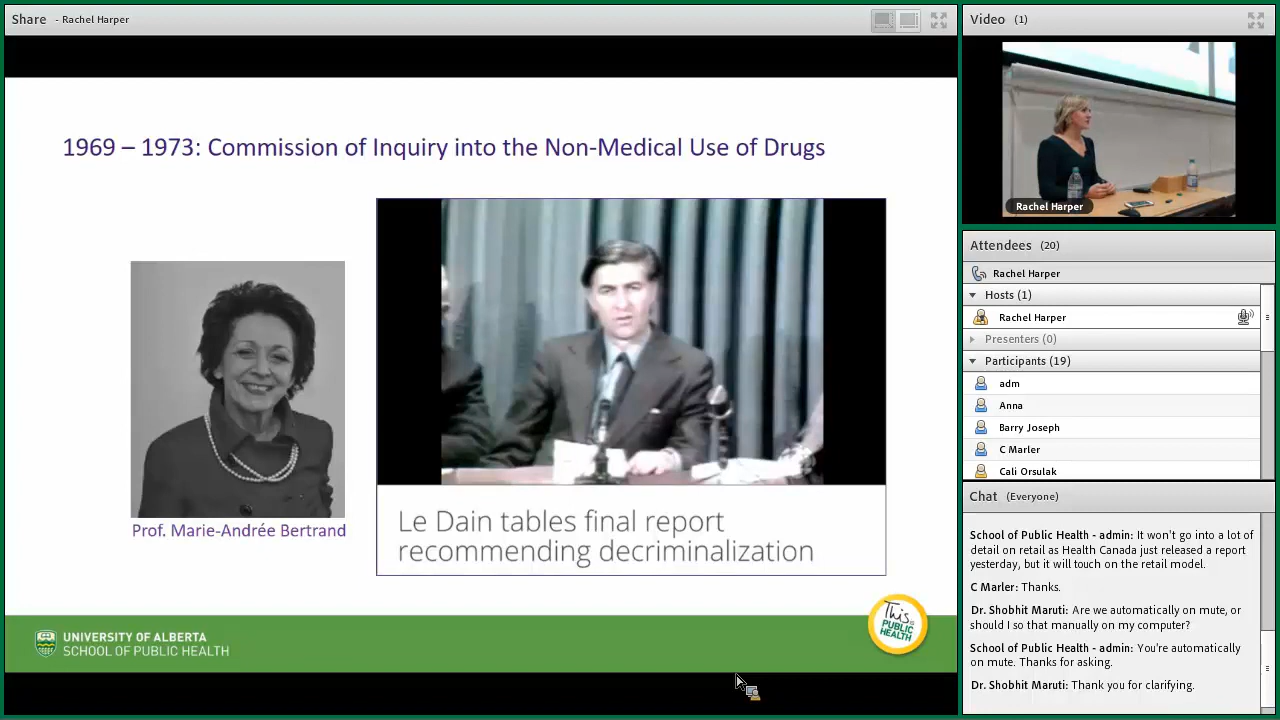 Share - Rachel Harper
1969 – 1973: Commission of Inquiry into the Non-Medical Use of Drugs
Prof. Marie-Andrée Bertrand
Le Dain tables final report
recommending decriminalization
UNIVERSITY OF ALBERTA
SCHOOL OF PUBLIC HEALTH
This is
PUBLIC
HEALTH
Video (1)
Rachel Harper
Attendees (20)
Rachel Harper
Hosts (1)
Rachel Harper
Presenters (0)
Participants (19)
adm
Anna
Barry Joseph
C Marler
Cali Orsulak
Chat (Everyone)
School of Public Health - admin: It won't go into a lot of
detail on retail as Health Canada just released a report
yesterday, but it will touch on the retail model.
C Marler: Thanks.
Dr. Shobhit Maruti: Are we automatically on mute, or
should I so that manually on my computer?
School of Public Health - admin: You're automatically
on mute. Thanks for asking.
Dr. Shobhit Maruti: Thank you for clarifying